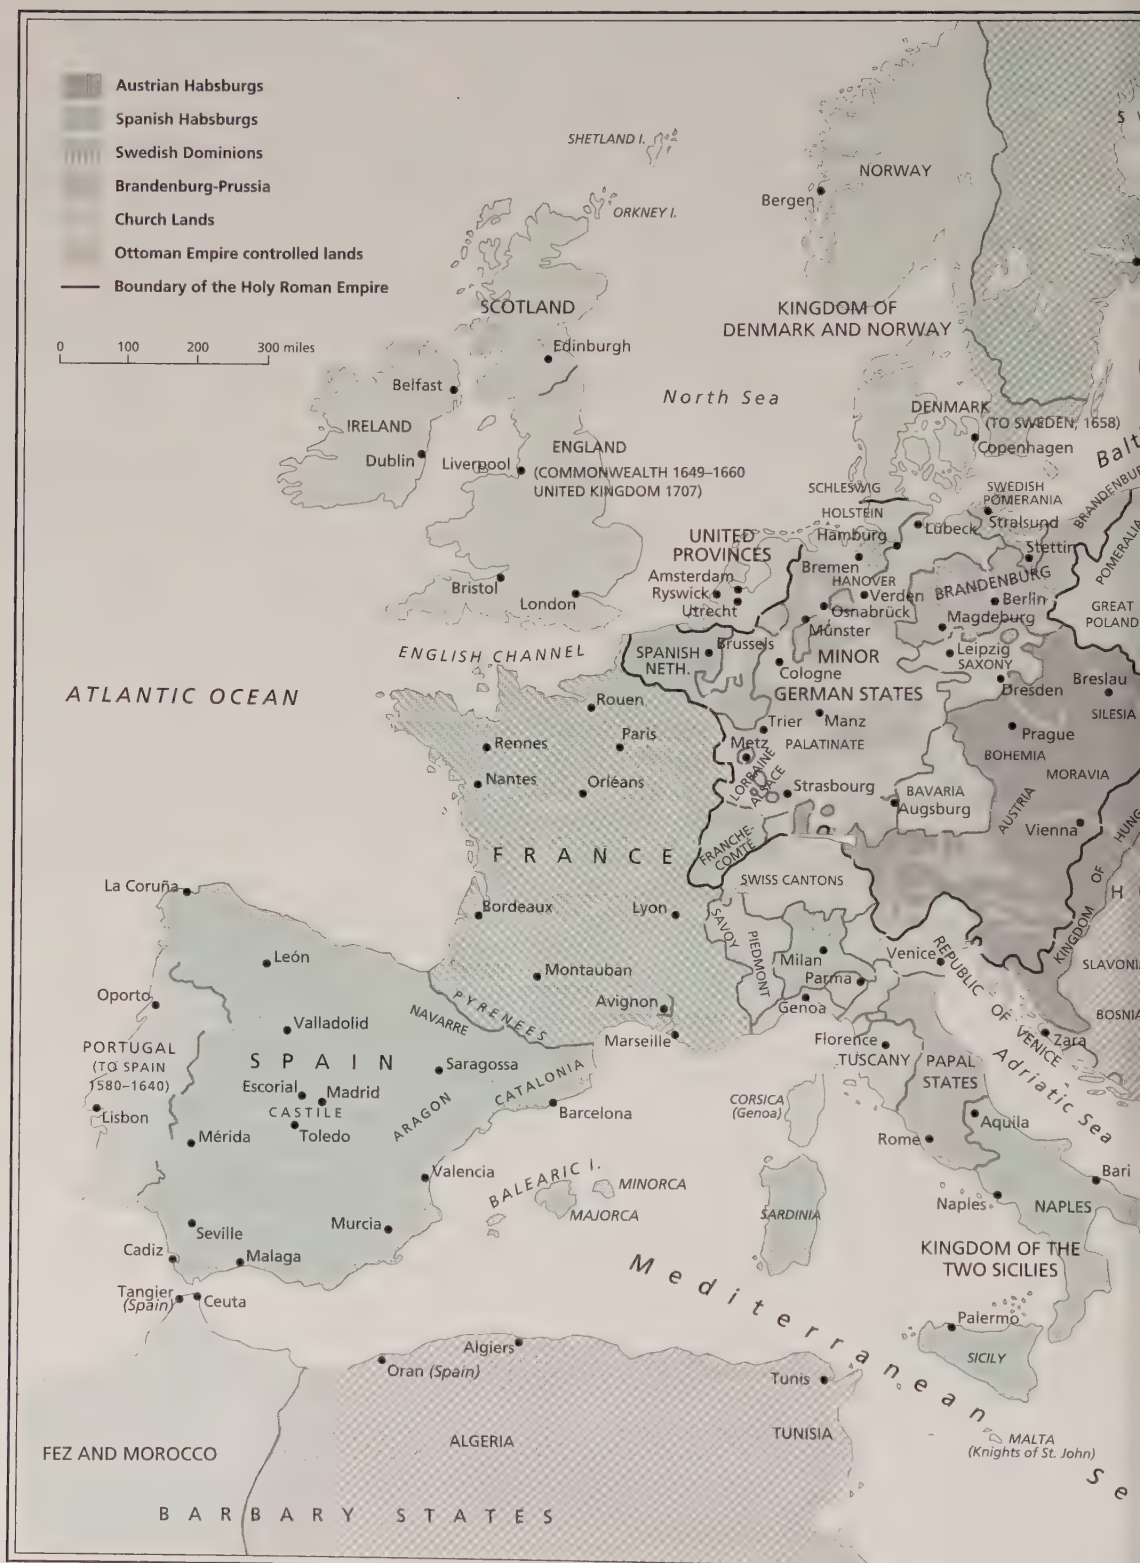 Austrian Habsburgs
Spanish Habsburgs
Swedish Dominions
Brandenburg-Prussia
Church Lands
Ottoman Empire controlled lands
Boundary of the Holy Roman Empire
0 100 200 300 miles
SHETLAND I.
ORKNEY I.
NORWAY
Bergen
SCOTLAND
KINGDOM OF
DENMARK AND NORWAY
Edinburgh
Belfast
North Sea
IRELAND
DENMARK
(TO SWEDEN, 1658)
Copenhagen
ENGLAND
Dublin
Liverpool
(COMMONWEALTH 1649–1660
UNITED KINGDOM 1707)
SCHLESWIG
SWEDISH
POMERANIA
HOLSTEIN
Hamburg
Lübeck
Stralsund
Stettin
POMERALIA
UNITED
PROVINCES
Bremen
HANOVER
BRANDENBURG
Amsterdam
Ryswick
Utrecht
Verden
Berlin
Osnabrück
Magdeburg
GREAT
POLAND
Bristol
London
Münster
ENGLISH CHANNEL
SPANISH
NETH.
Brussels
MINOR
GERMAN STATES
Cologne
Leipzig
SAXONY
Dresden
Breslau
SILESIA
ATLANTIC OCEAN
Rouen
Trier
Manz
Paris
Metz
PALATINATE
Prague
BOHEMIA
MORAVIA
Rennes
Nantes
Orléans
LORRAINE
ALSACE
Strasbourg
BAVARIA
Augsburg
AUSTRIA
Vienna
FRANCE
FRANCHE-
COMTÉ
SWISS CANTONS
KINGDOM OF
La Coruña
Bordeaux
Lyon
SAVOY
PIEDMONT
Milan
Venice
REPUBLIC OF VENICE
León
Montauban
Parma
Oporto
PYRENEES
NAVARRE
Avignon
Genoa
Valladolid
Marseille
Florence
TUSCANY
Zara
PORTUGAL
(TO SPAIN
1580–1640)
SPAIN
Saragossa
CATALONIA
PAPAL
STATES
Adriatic Sea
Escorial
Madrid
CASTILE
ARAGON
Barcelona
CORSICA
(Genoa)
Lisbon
Toledo
Mérida
Aquila
Rome
Valencia
BALEARIC I.
MINORCA
MAJORCA
Bari
Naples
NAPLES
SARDINIA
Seville
Murcia
Cadiz
Malaga
KINGDOM OF THE
TWO SICILIES
Mediterranean
Tangier
(Spain)
Ceuta
Palermo
SICILY
Algiers
Oran (Spain)
Tunis
ALGERIA
TUNISIA
MALTA
(Knights of St. John)
FEZ AND MOROCCO
BARBARY STATES